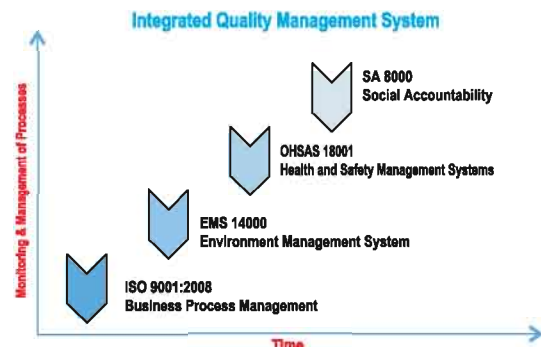 Integrated Quality Management System
Monitoring & Management of Processes
SA 8000
Social Accountability
OHSAS 18001
Health and Safety Management Systems
EMS 14000
Environment Management System
ISO 9001:2008
Business Process Management
Time